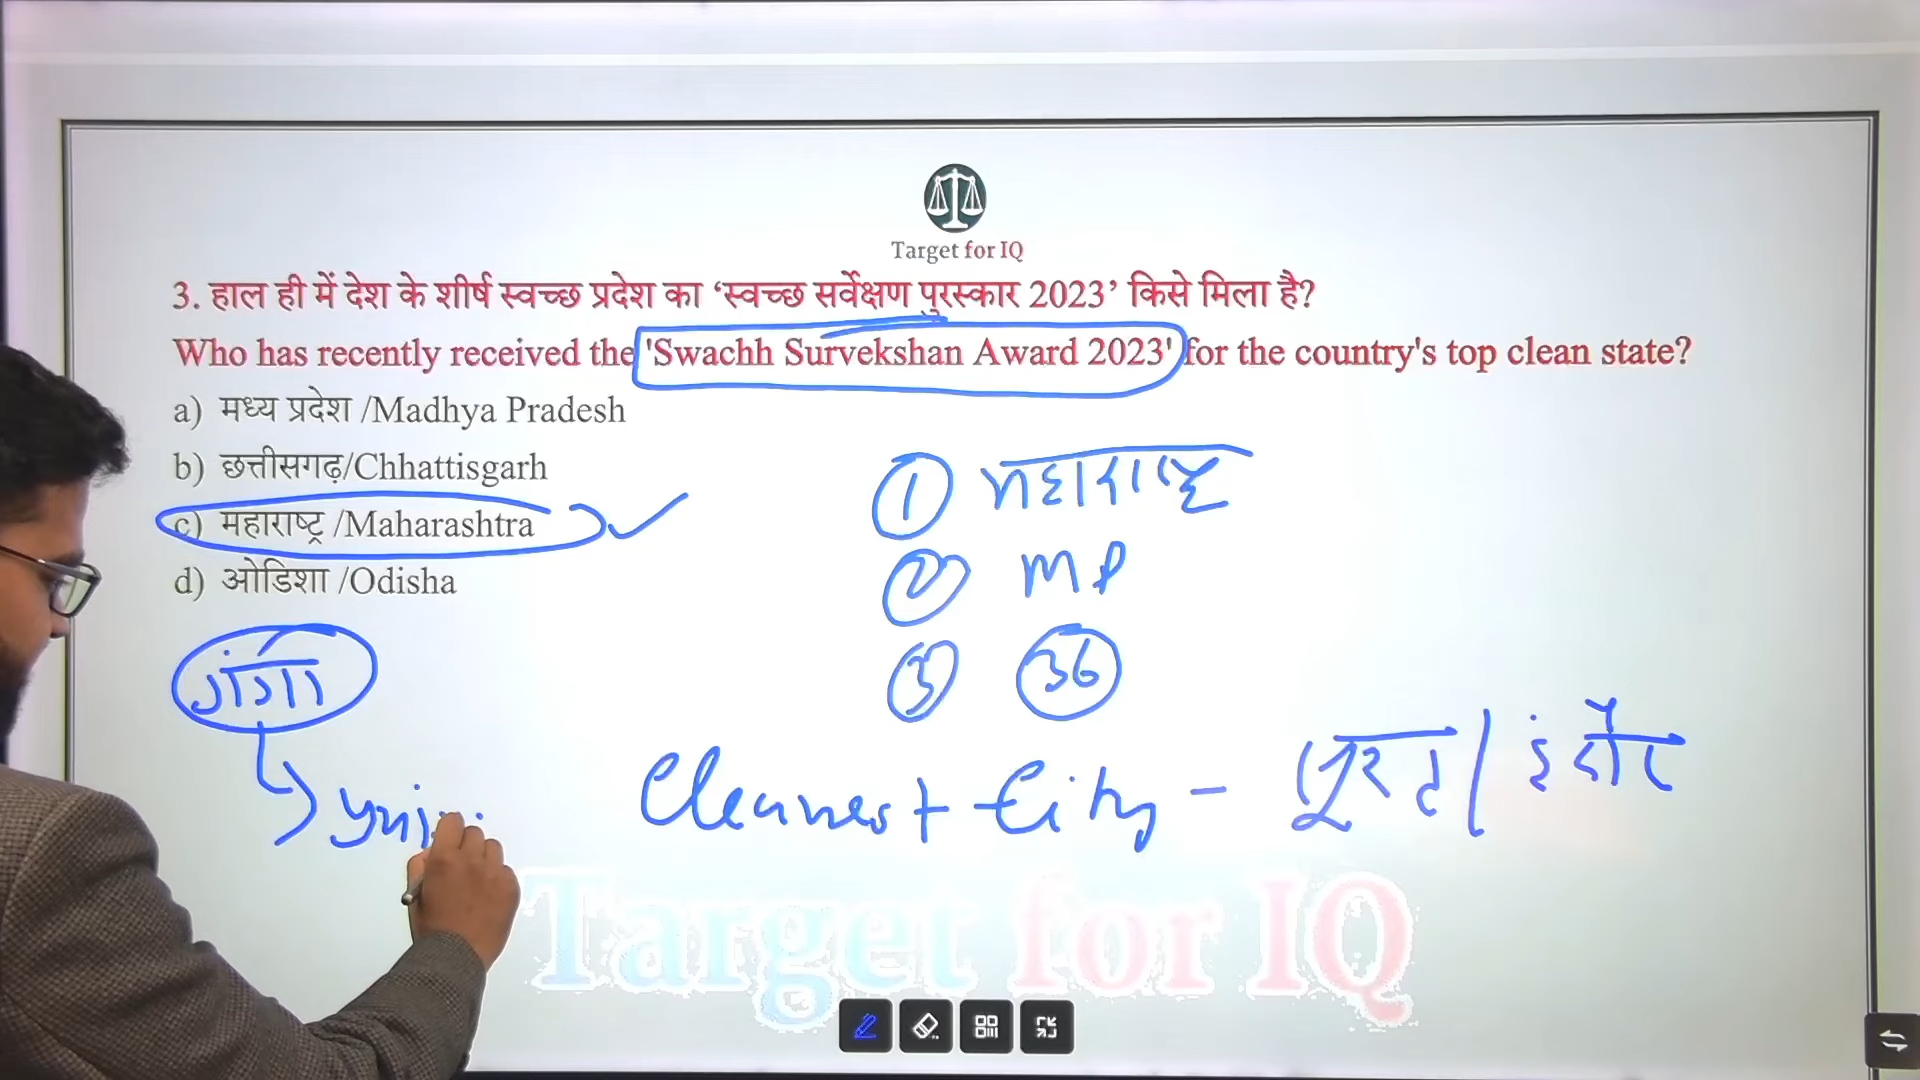 Target for IQ
3. हाल ही में देश के शीर्ष स्वच्छ प्रदेश का ‘स्वच्छ सर्वेक्षण पुरस्कार 2023’ किसे मिला है?
Who has recently received the 'Swachh Survekshan Award 2023' for the country's top clean state?
a) मध्य प्रदेश /Madhya Pradesh
b) छत्तीसगढ़/Chhattisgarh
c) महाराष्ट्र /Maharashtra
d) ओडिशा /Odisha
1 महाराष्ट्र
2 MP
3 36
गंगा
Cleanest City - सूरत / इंदौर
Target for IQ